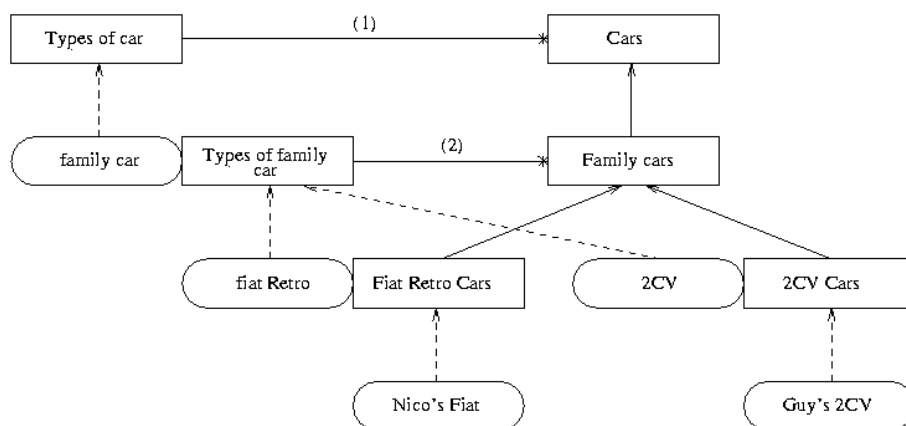 Types of car
(1)
Cars
family car
Types of family
car
(2)
Family cars
fiat Retro
Fiat Retro Cars
2CV
2CV Cars
Nico's Fiat
Guy's 2CV